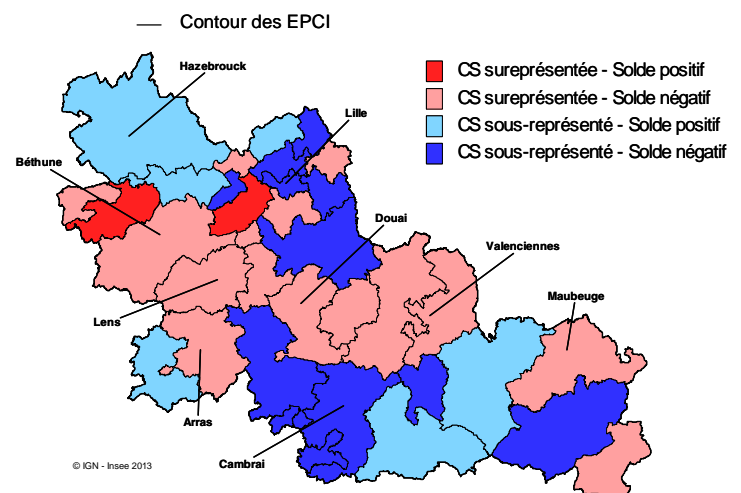 Contour des EPCI
CS sureprésentée - Solde positif
CS sureprésentée - Solde négatif
CS sous-représenté - Solde positif
CS sous-représenté - Solde négatif
Hazebrouck
Lille
Béthune
Douai
Valenciennes
Maubeuge
Lens
Arras
Cambrai
© IGN - Insee 2013